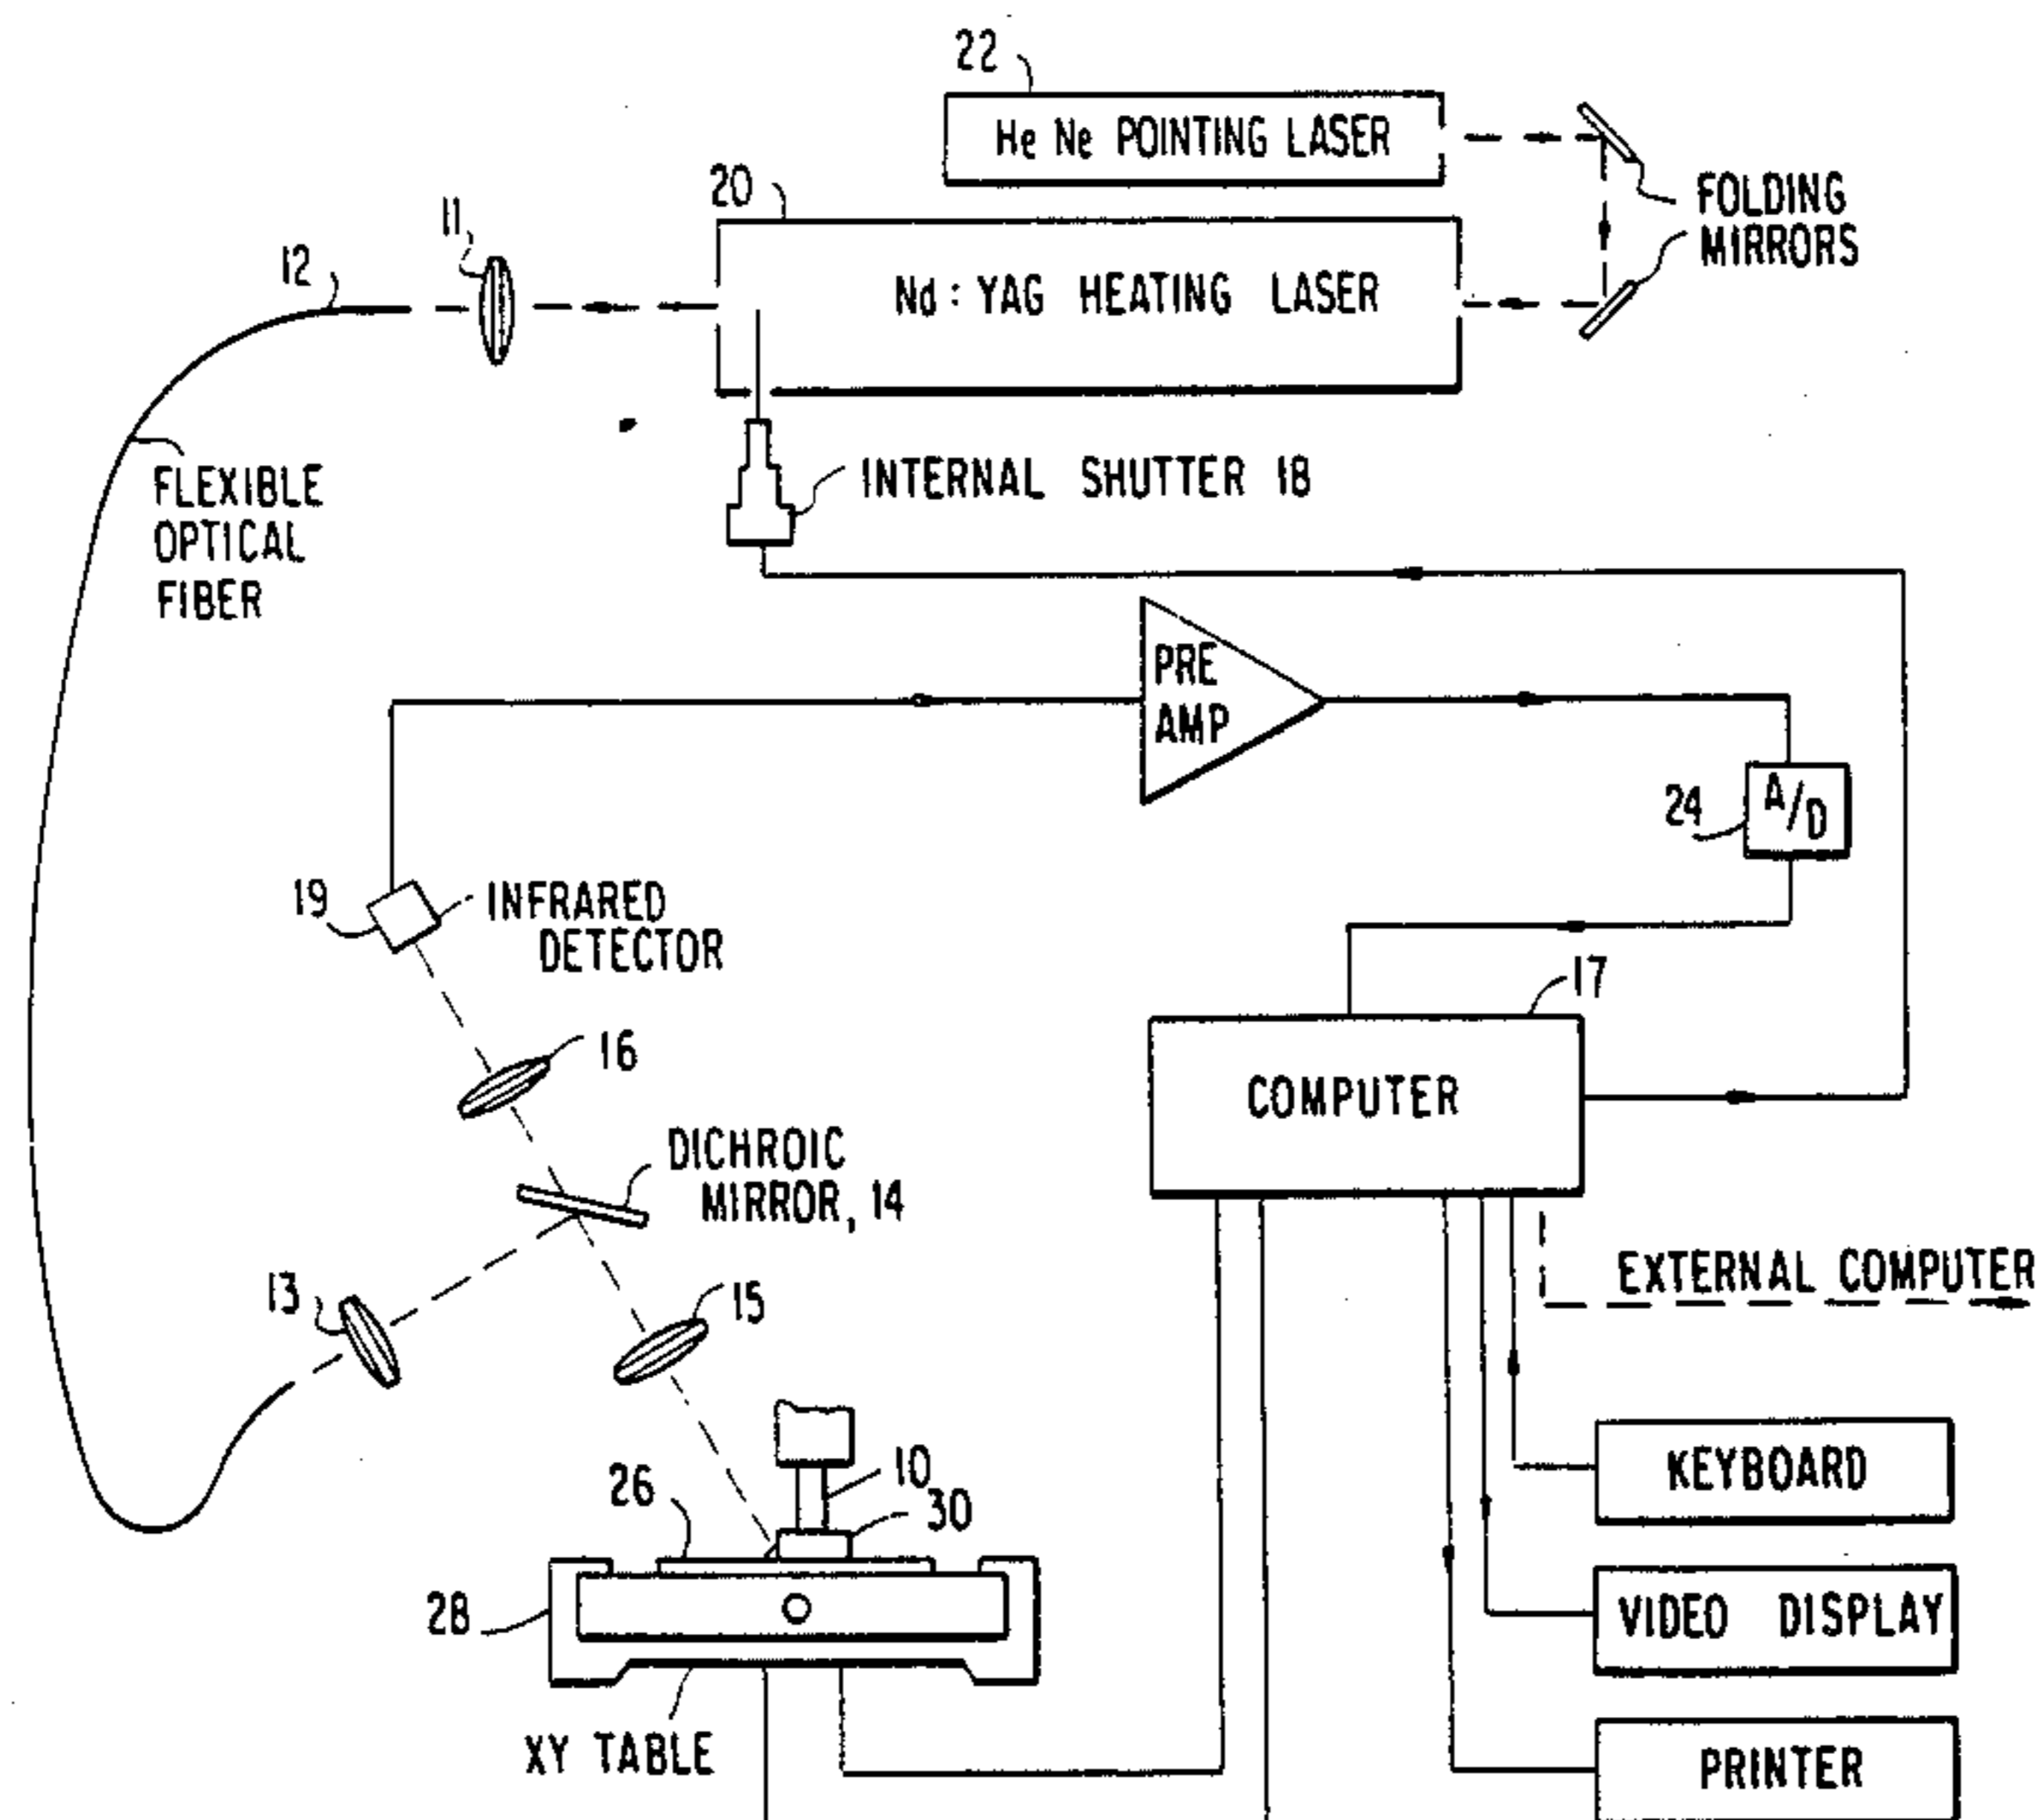 22
He Ne POINTING LASER
FOLDING
MIRRORS
20
Nd: YAG HEATING LASER
11
12
FLEXIBLE
OPTICAL
FIBER
INTERNAL SHUTTER 18
PRE
AMP
24
A/D
19
INFRARED
DETECTOR
16
17
COMPUTER
DICHROIC
MIRROR, 14
13
15
EXTERNAL COMPUTER
10
26
30
28
KEYBOARD
VIDEO DISPLAY
XY TABLE
PRINTER